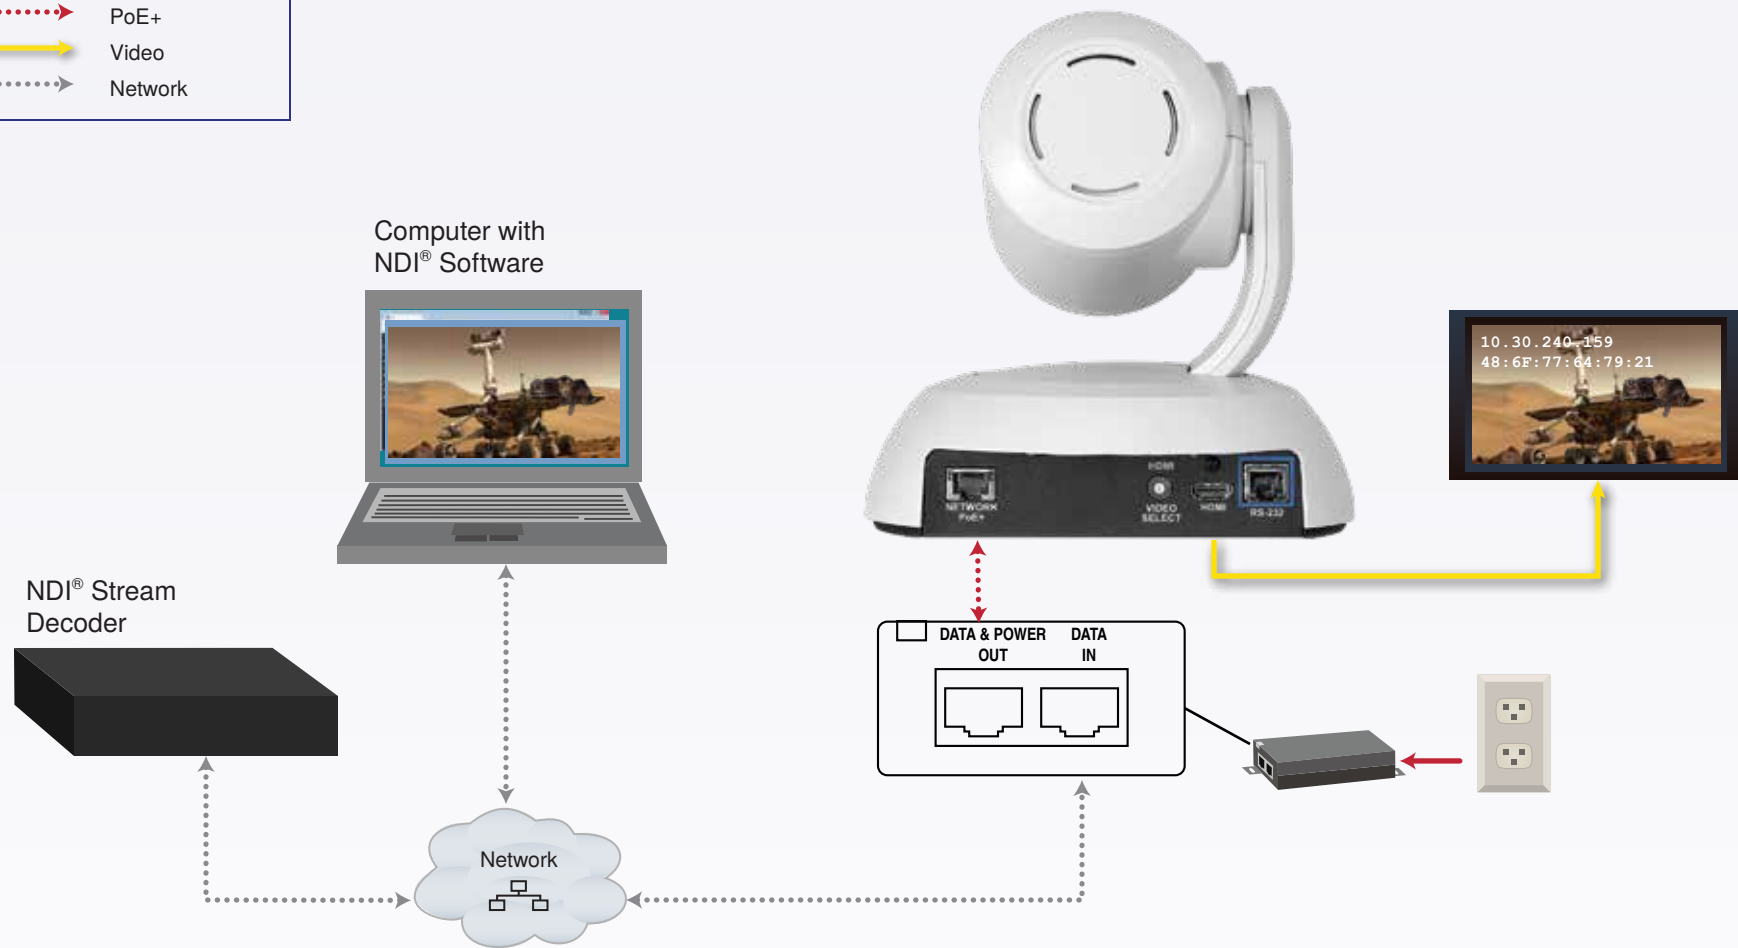 PoE+
Video
Network
Computer with
NDI® Software
10.30.240.159
48:6F:77:64:79:21
HDMI
NETWORK
PoE+
VIDEO
SELECT
HDMI
RS-232
NDI® Stream
Decoder
DATA & POWER
OUT
DATA
IN
Network